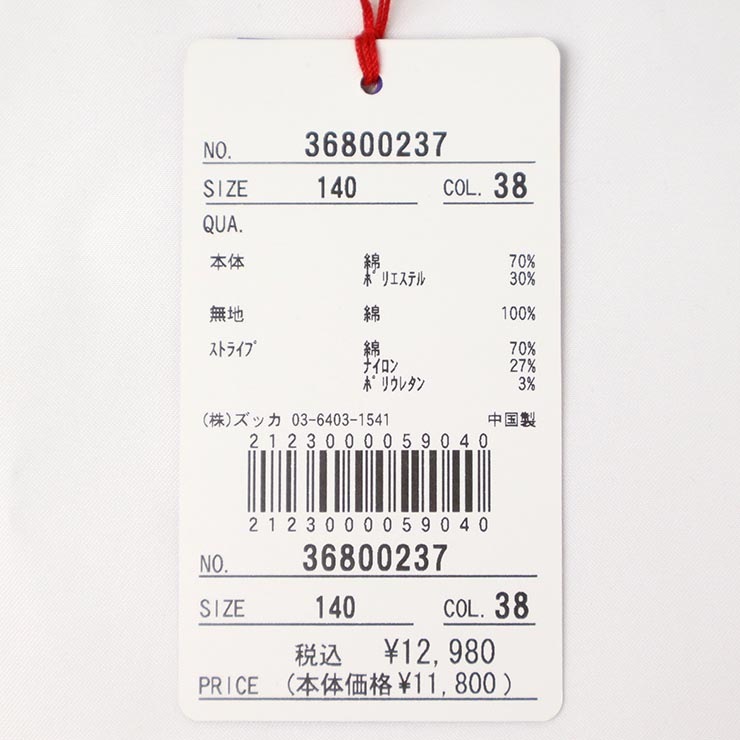 NO. 36800237
SIZE 140 COL. 38
QUA.
本体 綿 70%
ﾎﾟﾘｴｽﾃﾙ 30%
無地 綿 100%
ｽﾄﾗｲﾌﾟ 綿 70%
ﾅｲﾛﾝ 27%
ﾎﾟﾘｳﾚﾀﾝ 3%
(株)ズッカ 03-6403-1541 中国製
2123000059040
2123000059040
NO. 36800237
SIZE 140 COL. 38
税込 ¥12,980
PRICE (本体価格¥11,800)